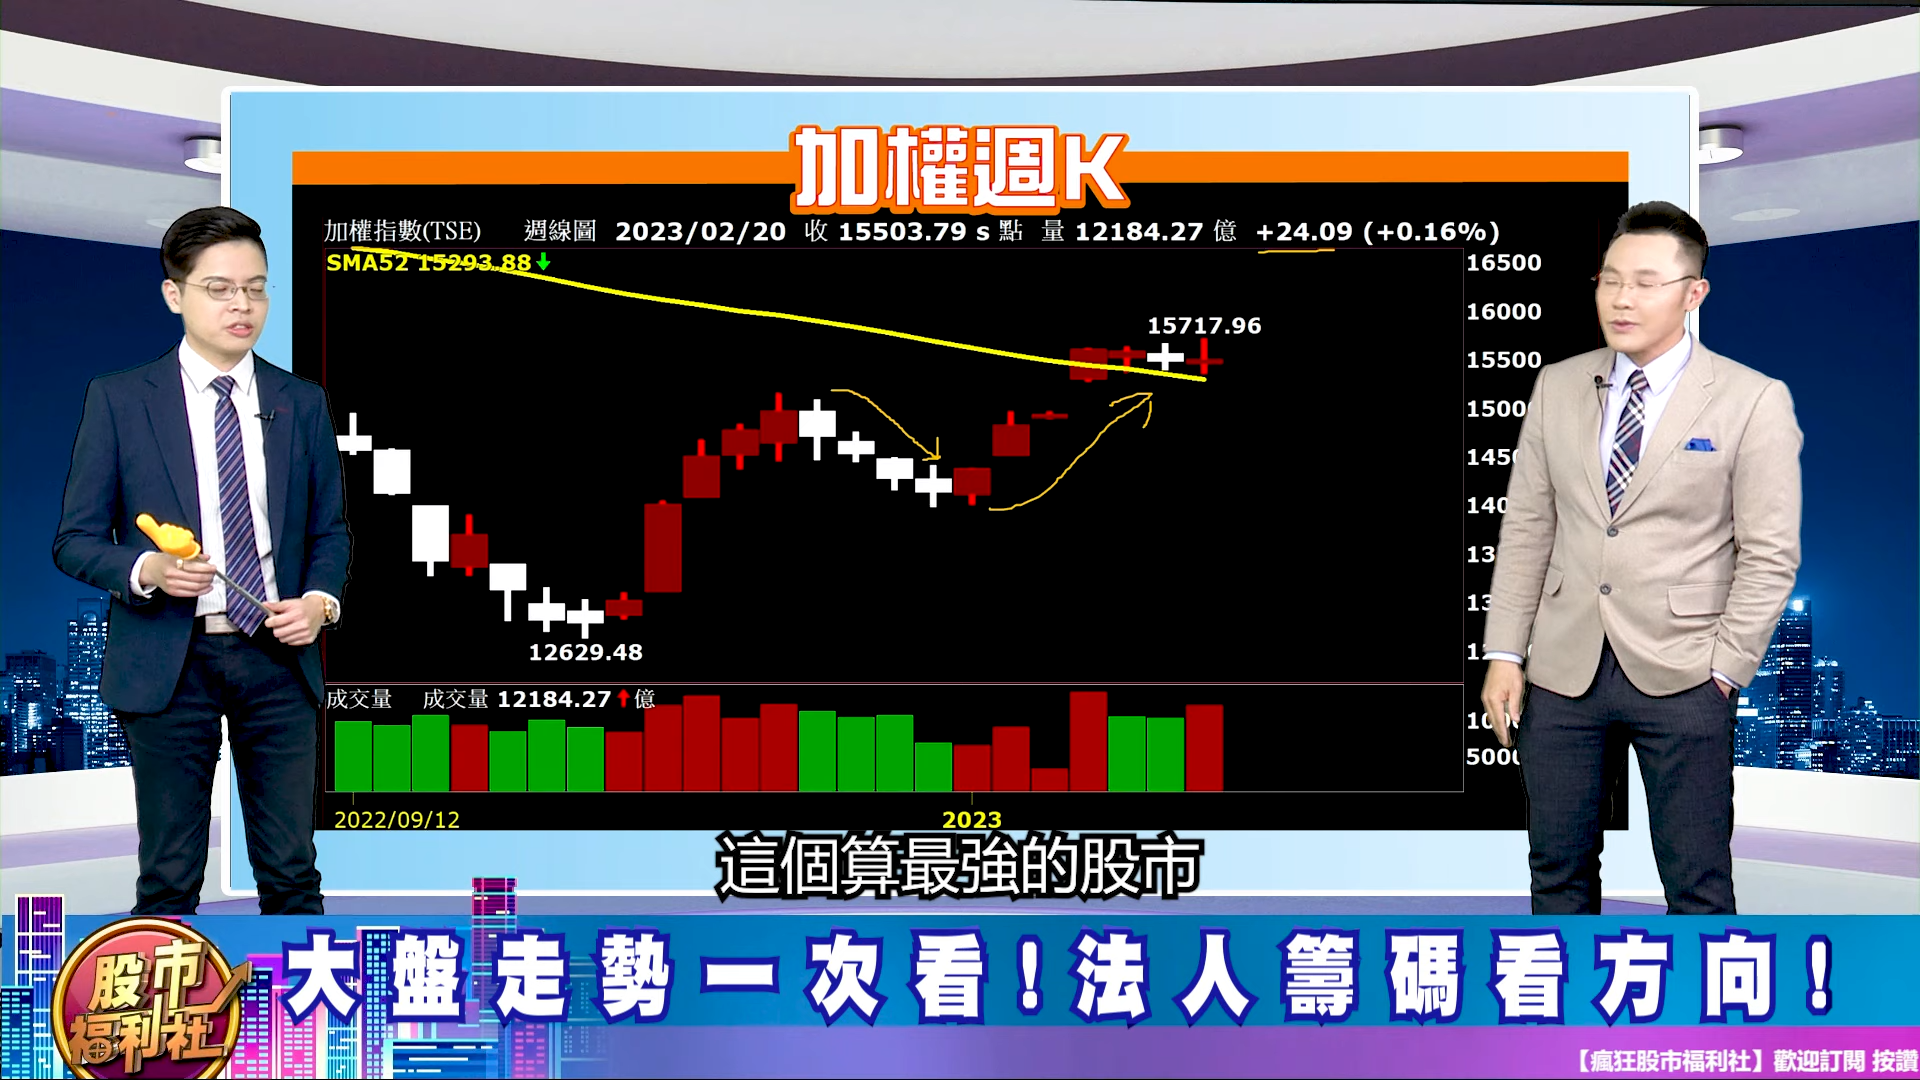 加權週K
加權指數(TSE) 週線圖 2023/02/20 收 15503.79 s 點 量 12184.27 億 +24.09 (+0.16%)
SMA52 15293.88
16500
16000
15500
15717.96
12629.48
成交量 成交量 12184.27 億
2022/09/12
2023
這個算最強的股市
大盤走勢一次看!法人籌碼看方向!
股市
福利社
【瘋狂股市福利社】歡迎訂閱 按讚